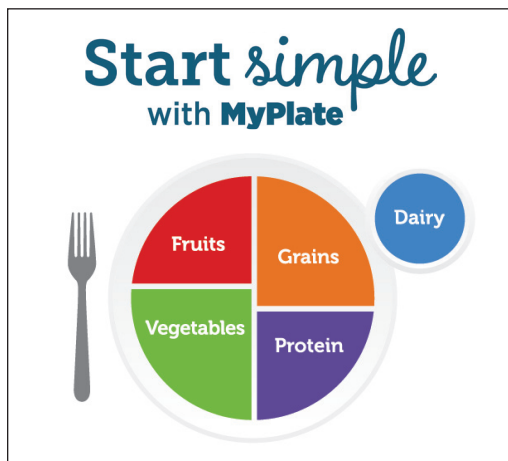 Start simple
with MyPlate
Fruits
Grains
Dairy
Vegetables
Protein